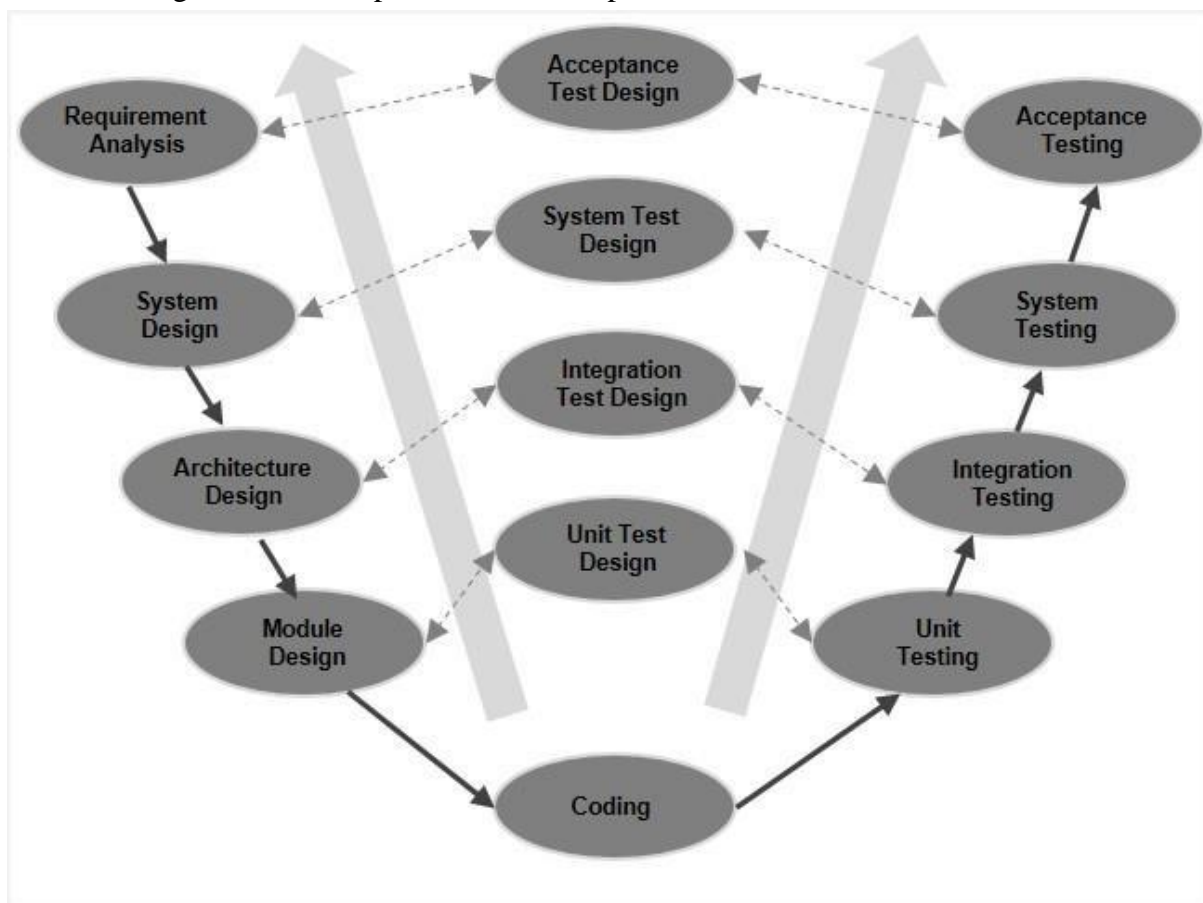 Acceptance
Test Design
Requirement
Analysis
Acceptance
Testing
System Test
Design
System
Design
System
Testing
Integration
Test Design
Architecture
Design
Integration
Testing
Unit Test
Design
Module
Design
Unit
Testing
Coding